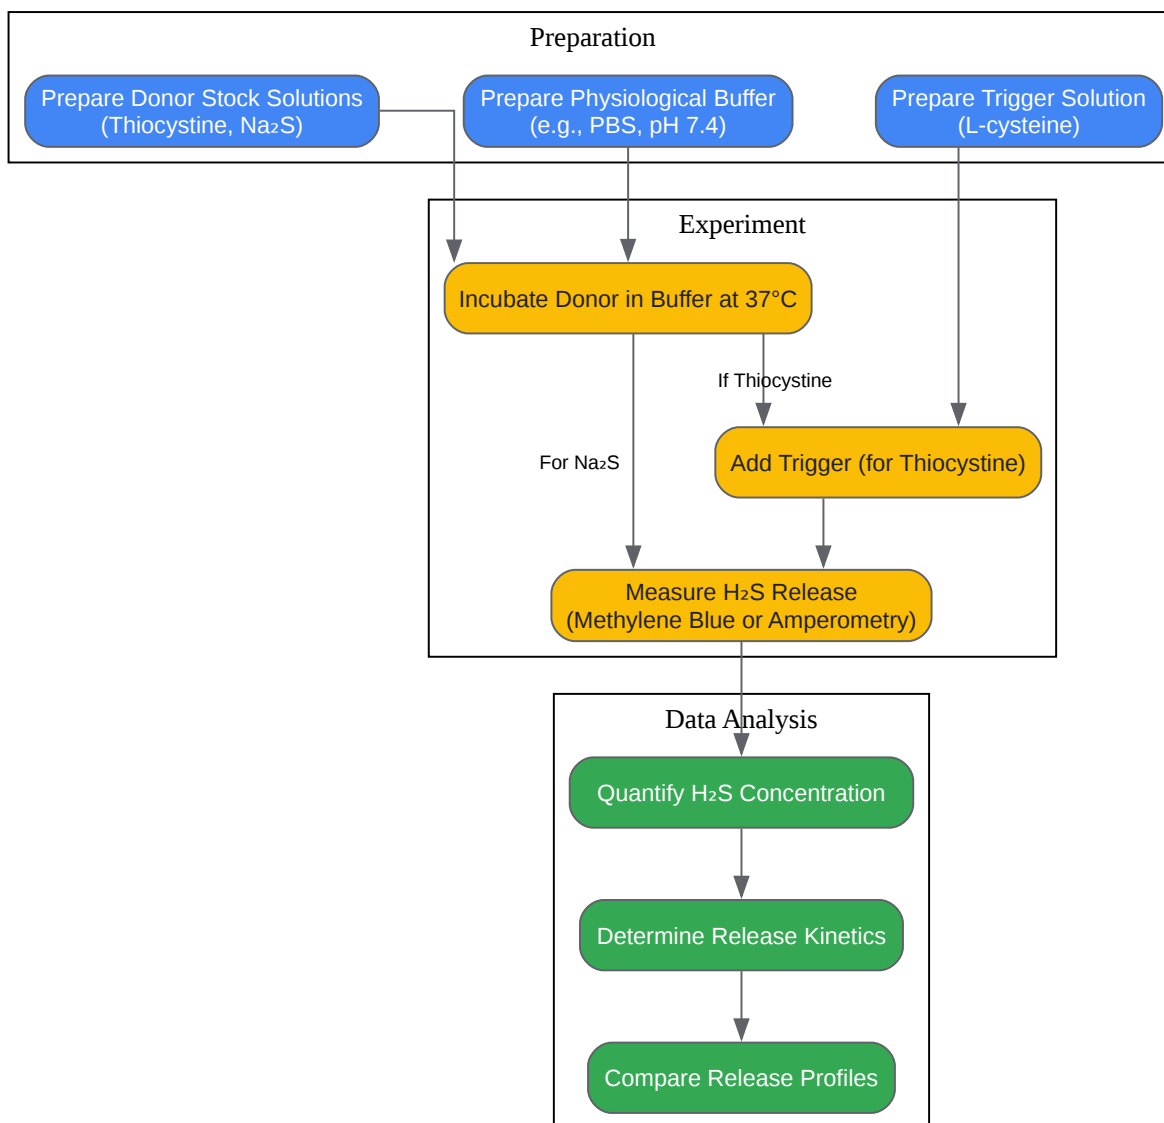 Preparation
Prepare Donor Stock Solutions
(Thiocystine, Na₂S)
Prepare Physiological Buffer
(e.g., PBS, pH 7.4)
Prepare Trigger Solution
(L-cysteine)
Experiment
Incubate Donor in Buffer at 37°C
If Thiocystine
For Na₂S
Add Trigger (for Thiocystine)
Measure H₂S Release
(Methylene Blue or Amperometry)
Data Analysis
Quantify H₂S Concentration
Determine Release Kinetics
Compare Release Profiles